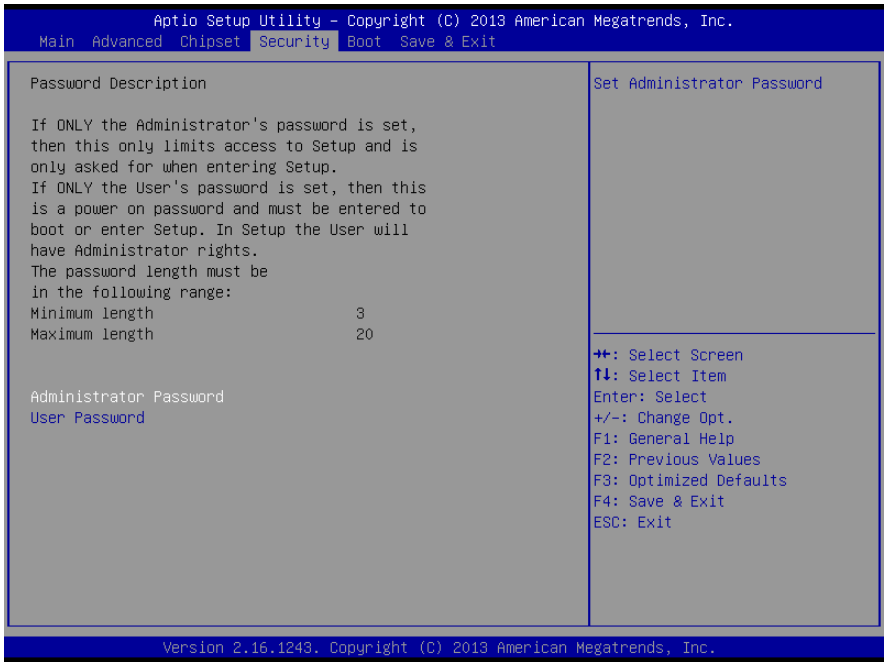 Aptio Setup Utility – Copyright (C) 2013 American Megatrends, Inc.
Main Advanced Chipset Security Boot Save & Exit
Password Description
If ONLY the Administrator's password is set,
then this only limits access to Setup and is
only asked for when entering Setup.
If ONLY the User's password is set, then this
is a power on password and must be entered to
boot or enter Setup. In Setup the User will
have Administrator rights.
The password length must be
in the following range:
Minimum length 3
Maximum length 20
Administrator Password
User Password
Set Administrator Password
→←: Select Screen
↑↓: Select Item
Enter: Select
+/-: Change Opt.
F1: General Help
F2: Previous Values
F3: Optimized Defaults
F4: Save & Exit
ESC: Exit
Version 2.16.1243. Copyright (C) 2013 American Megatrends, Inc.